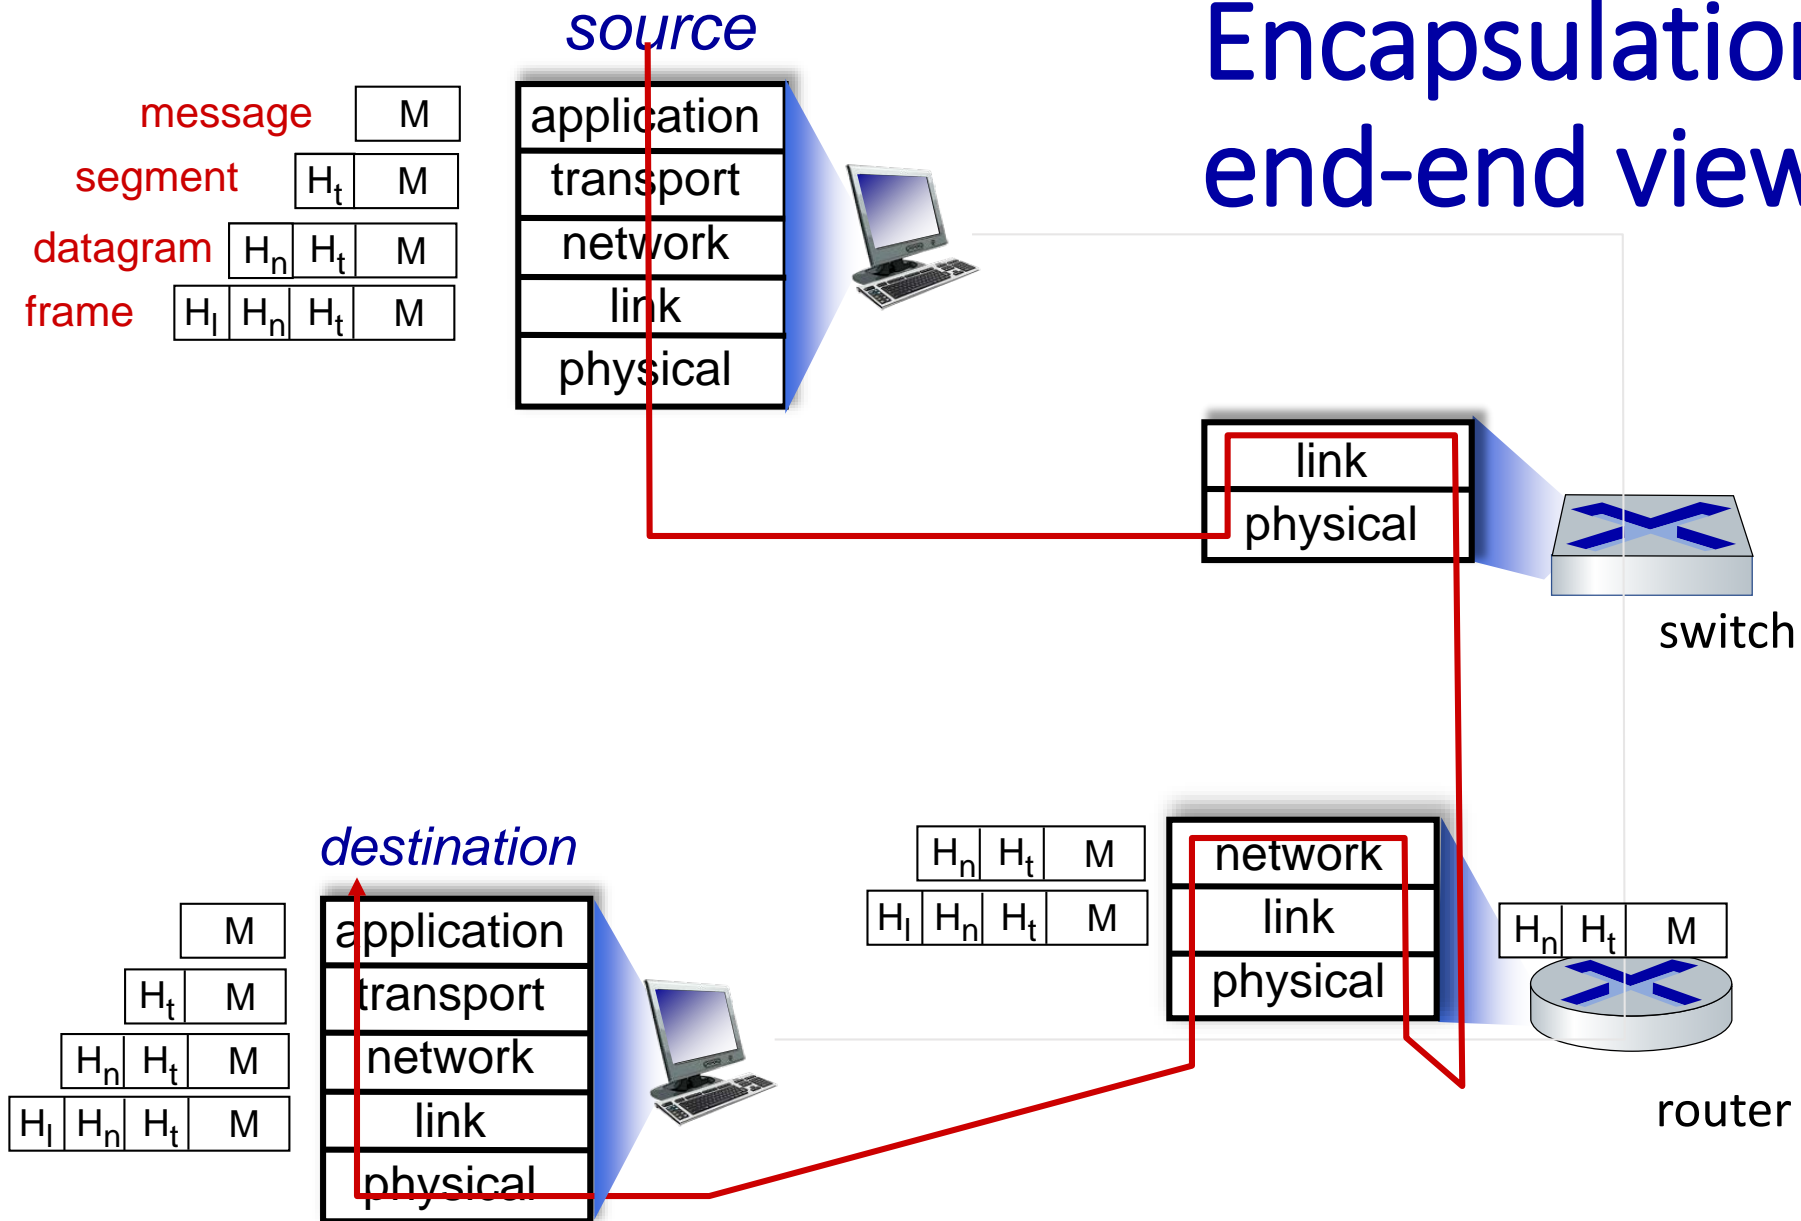 source
Encapsulation
end-end view
message M
segment Ht M
datagram Hn Ht M
frame Hl Hn Ht M
application
transport
network
link
physical
link
physical
switch
destination
M
Ht M
Hn Ht M
Hl Hn Ht M
application
transport
network
link
physical
Hn Ht M
Hl Hn Ht M
network
link
physical
Hn Ht M
router